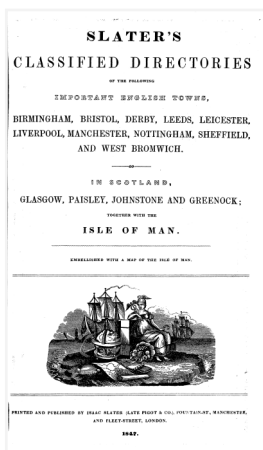 SLATER'S
CLASSIFIED DIRECTORIES
OF THE FOLLOWING
IMPORTANT ENGLISH TOWNS,
BIRMINGHAM, BRISTOL, DERBY, LEEDS, LEICESTER,
LIVERPOOL, MANCHESTER, NOTTINGHAM, SHEFFIELD,
AND WEST BROMWICH.
IN SCOTLAND,
GLASGOW, PAISLEY, JOHNSTONE AND GREENOCK;
TOGETHER WITH THE
ISLE OF MAN.
EMBELLISHED WITH A MAP OF THE ISLE OF MAN.
PRINTED AND PUBLISHED BY ISAAC SLATER (LATE PIGOT & CO.), FOUNTAIN-ST., MANCHESTER,
AND FLEET-STREET, LONDON.
1847.